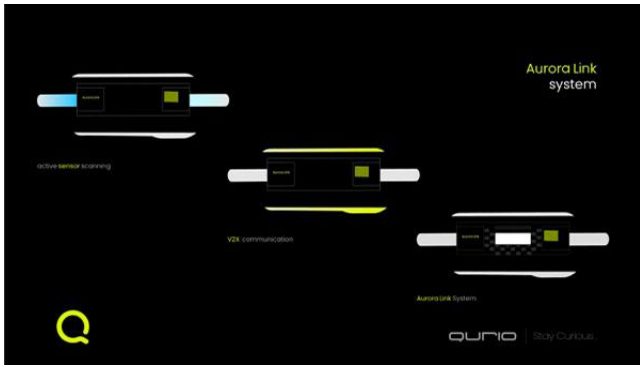 Aurora Link
system
active sensor scanning
V2X communication
Aurora Link System
QURIO | Stay Curious.